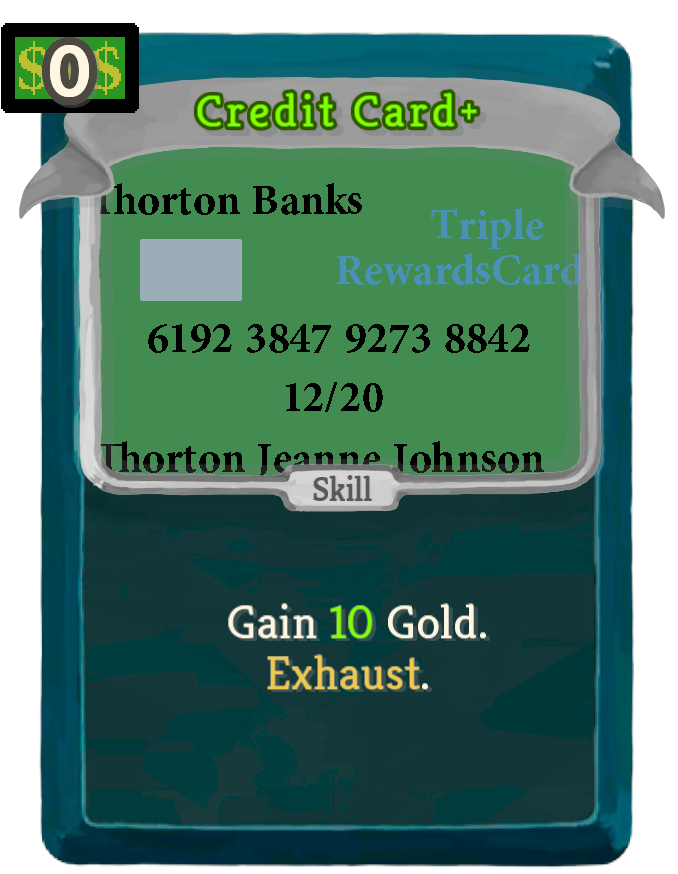 $0$
Credit Card+
Thorton Banks
Triple
RewardsCard
6192 3847 9273 8842
12/20
Thorton Jeanne Johnson
Skill
Gain 10 Gold.
Exhaust.